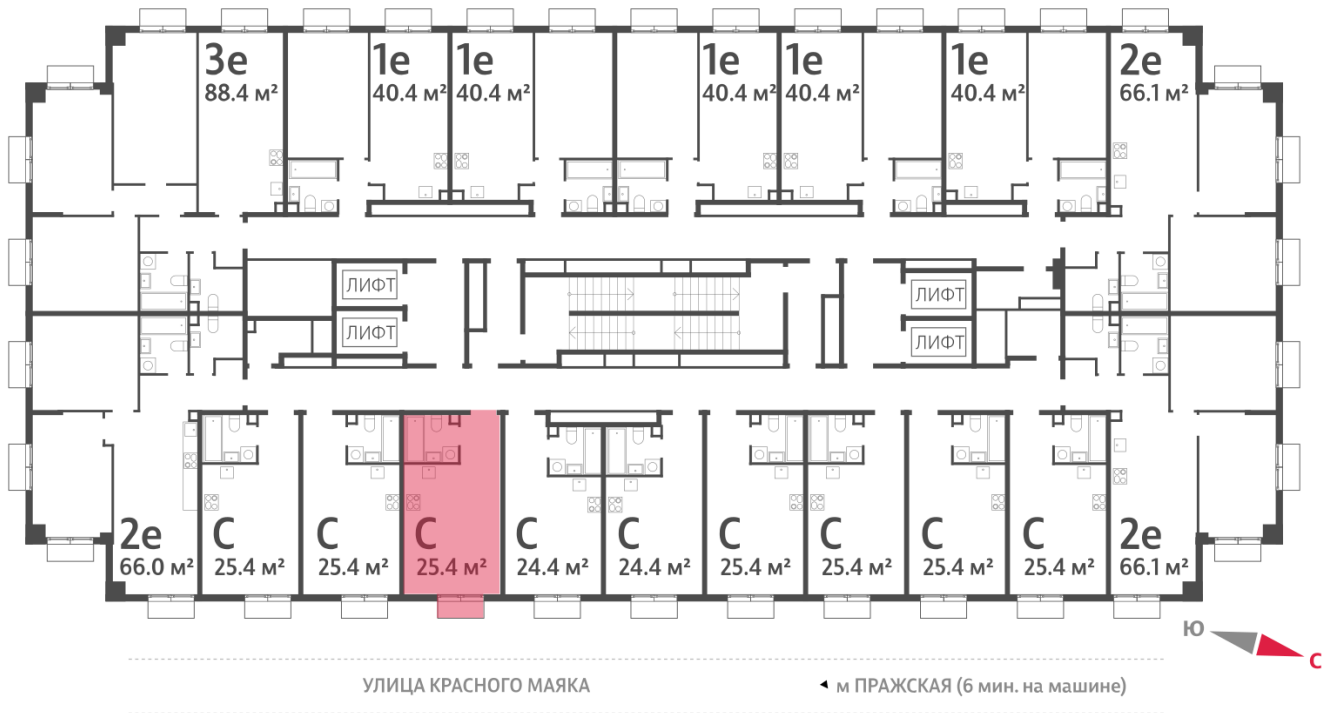 3е
88.4 м²
1е
40.4 м²
1е
40.4 м²
1е
40.4 м²
1е
40.4 м²
1е
40.4 м²
2е
66.1 м²
ЛИФТ
ЛИФТ
ЛИФТ
ЛИФТ
2е
66.0 м²
С
25.4 м²
С
25.4 м²
С
25.4 м²
С
24.4 м²
С
24.4 м²
С
25.4 м²
С
25.4 м²
С
25.4 м²
С
25.4 м²
2е
66.1 м²
Ю
С
УЛИЦА КРАСНОГО МАЯКА
м ПРАЖСКАЯ (6 мин. на машине)